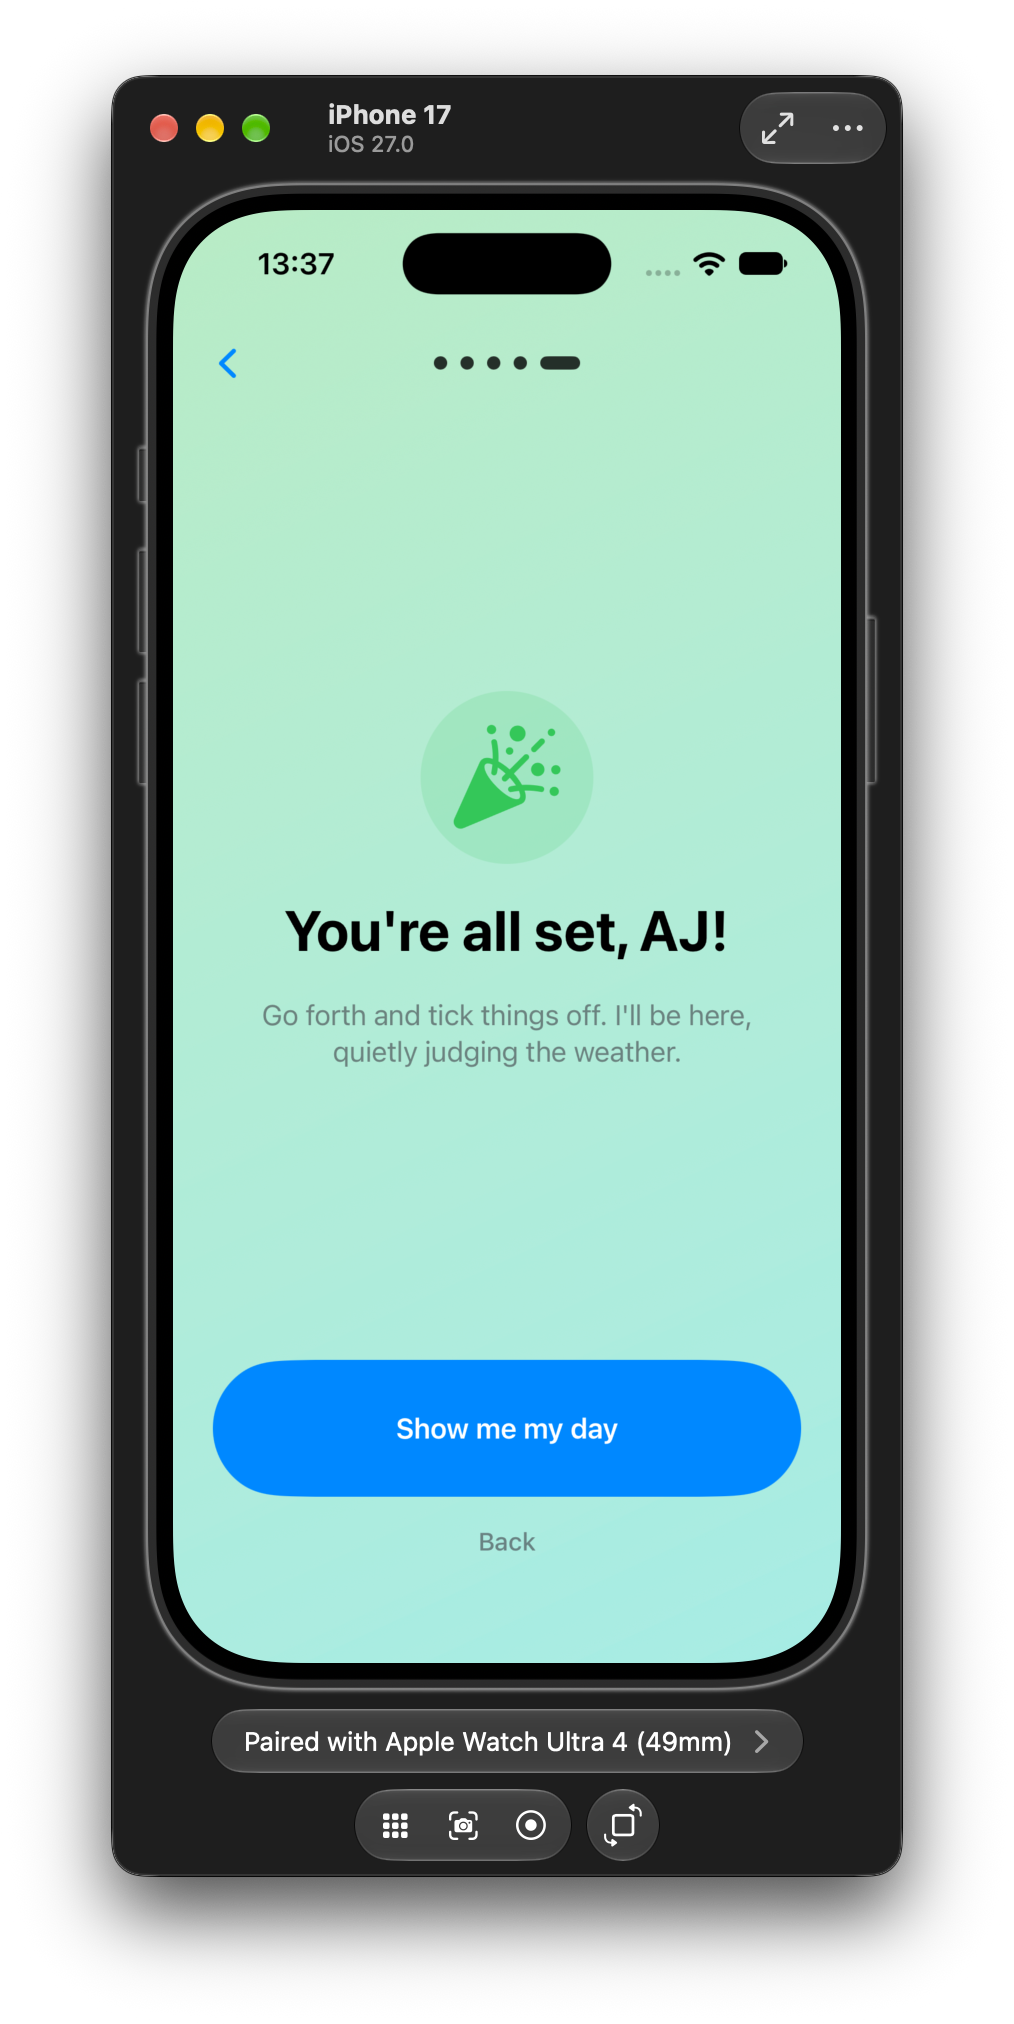 iPhone 17
iOS 27.0
13:37
You're all set, AJ!
Go forth and tick things off. I'll be here,
quietly judging the weather.
Show me my day
Back
Paired with Apple Watch Ultra 4 (49mm)